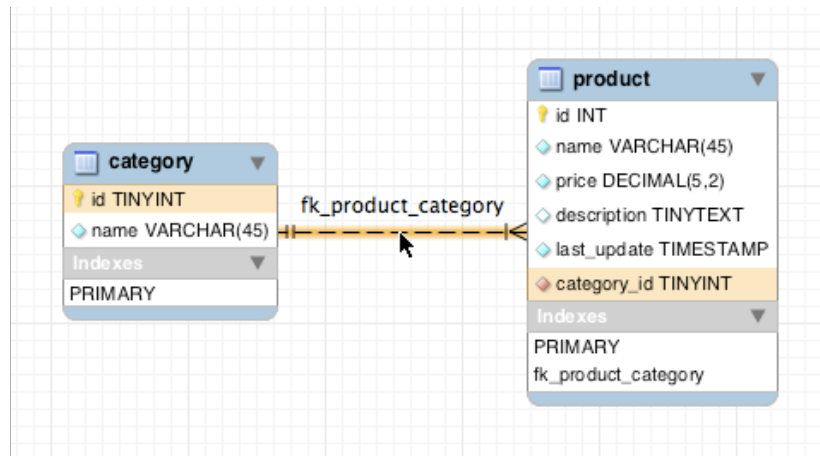 category
id TINYINT
name VARCHAR(45)
Indexes
PRIMARY
fk_product_category
product
id INT
name VARCHAR(45)
price DECIMAL(5,2)
description TINYTEXT
last_update TIMESTAMP
category_id TINYINT
Indexes
PRIMARY
fk_product_category